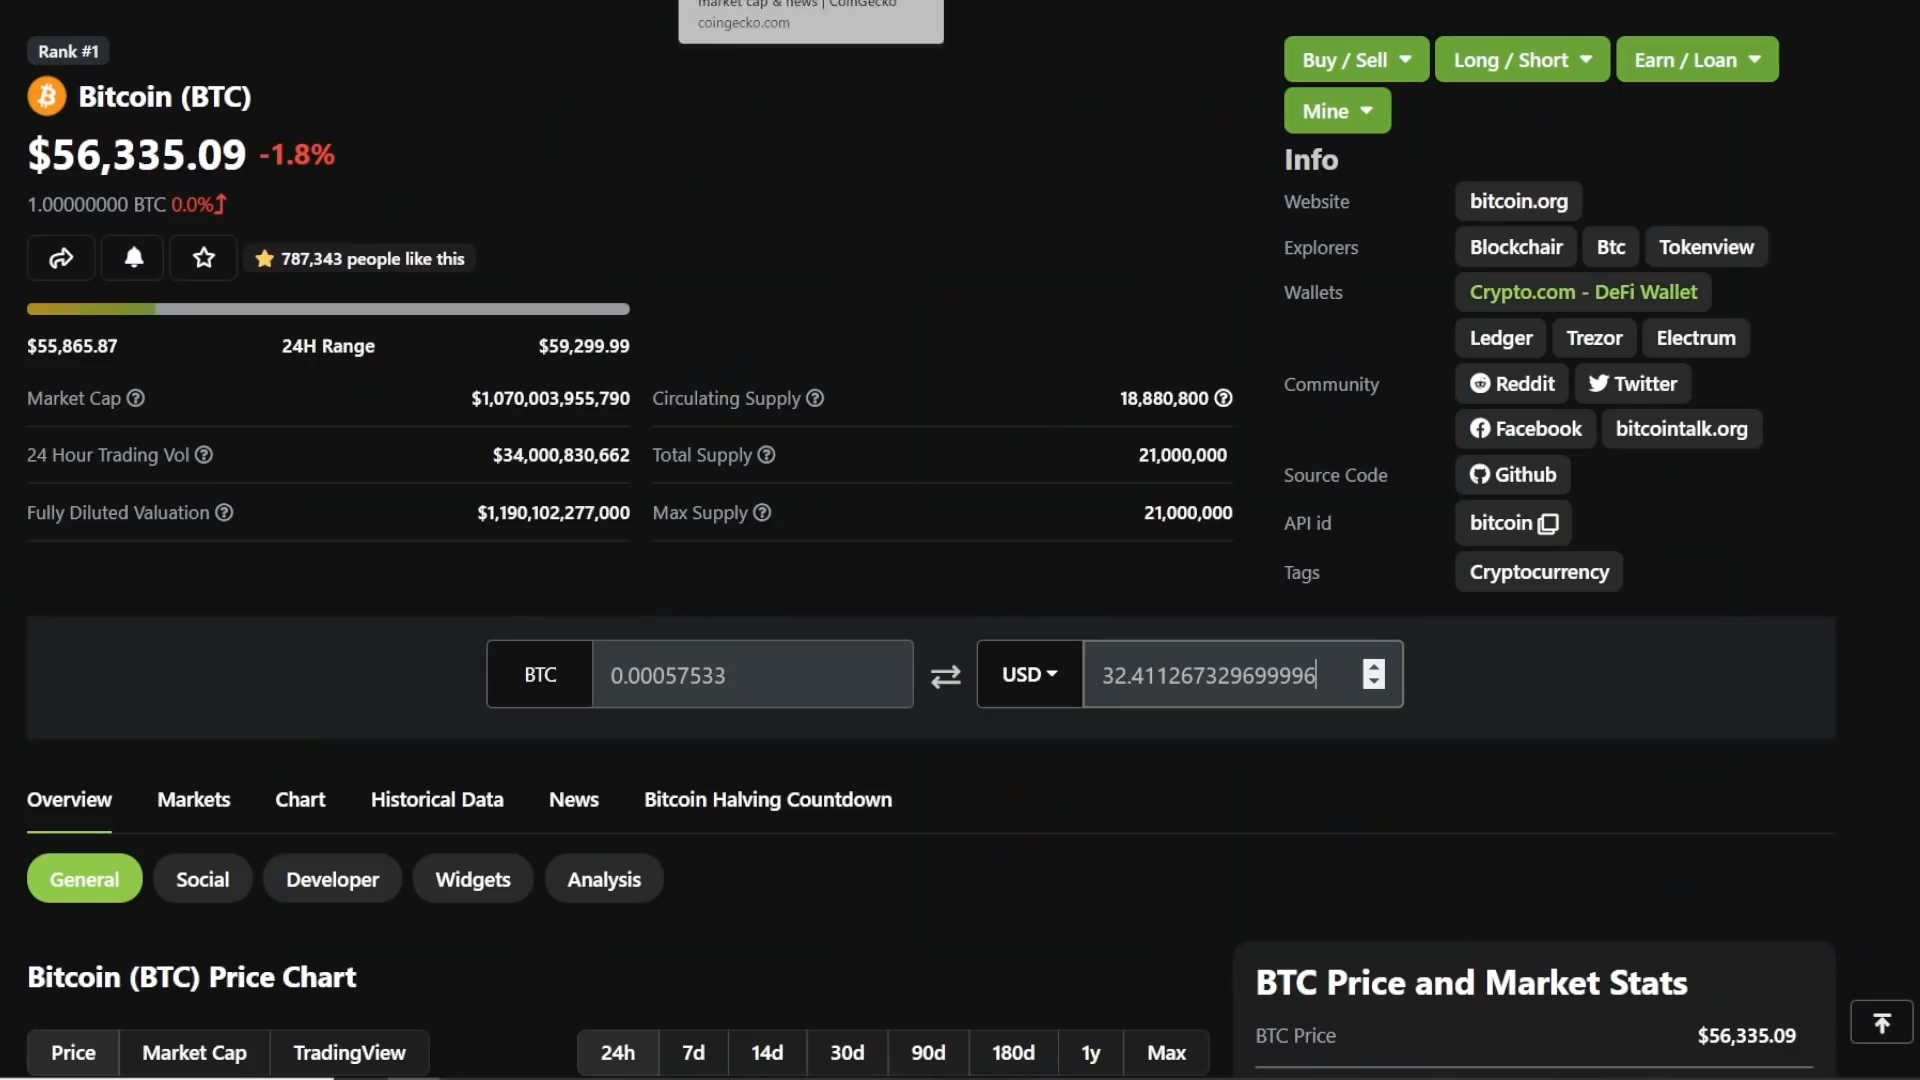 market cap & news | CoinGecko
coingecko.com
Rank #1
Bitcoin (BTC)
$56,335.09 -1.8%
1.00000000 BTC 0.0%
787,343 people like this
$55,865.87 24H Range $59,299.99
Market Cap $1,070,003,955,790
24 Hour Trading Vol $34,000,830,662
Fully Diluted Valuation $1,190,102,277,000
Circulating Supply 18,880,800
Total Supply 21,000,000
Max Supply 21,000,000
Buy / Sell Long / Short Earn / Loan
Mine
Info
Website bitcoin.org
Explorers Blockchair Btc Tokenview
Wallets Crypto.com - DeFi Wallet
Ledger Trezor Electrum
Community Reddit Twitter
Facebook bitcointalk.org
Source Code Github
API id bitcoin
Tags Cryptocurrency
BTC 0.00057533 USD 32.411267329699996
Overview Markets Chart Historical Data News Bitcoin Halving Countdown
General Social Developer Widgets Analysis
Bitcoin (BTC) Price Chart
Price Market Cap TradingView 24h 7d 14d 30d 90d 180d 1y Max
BTC Price and Market Stats
BTC Price $56,335.09